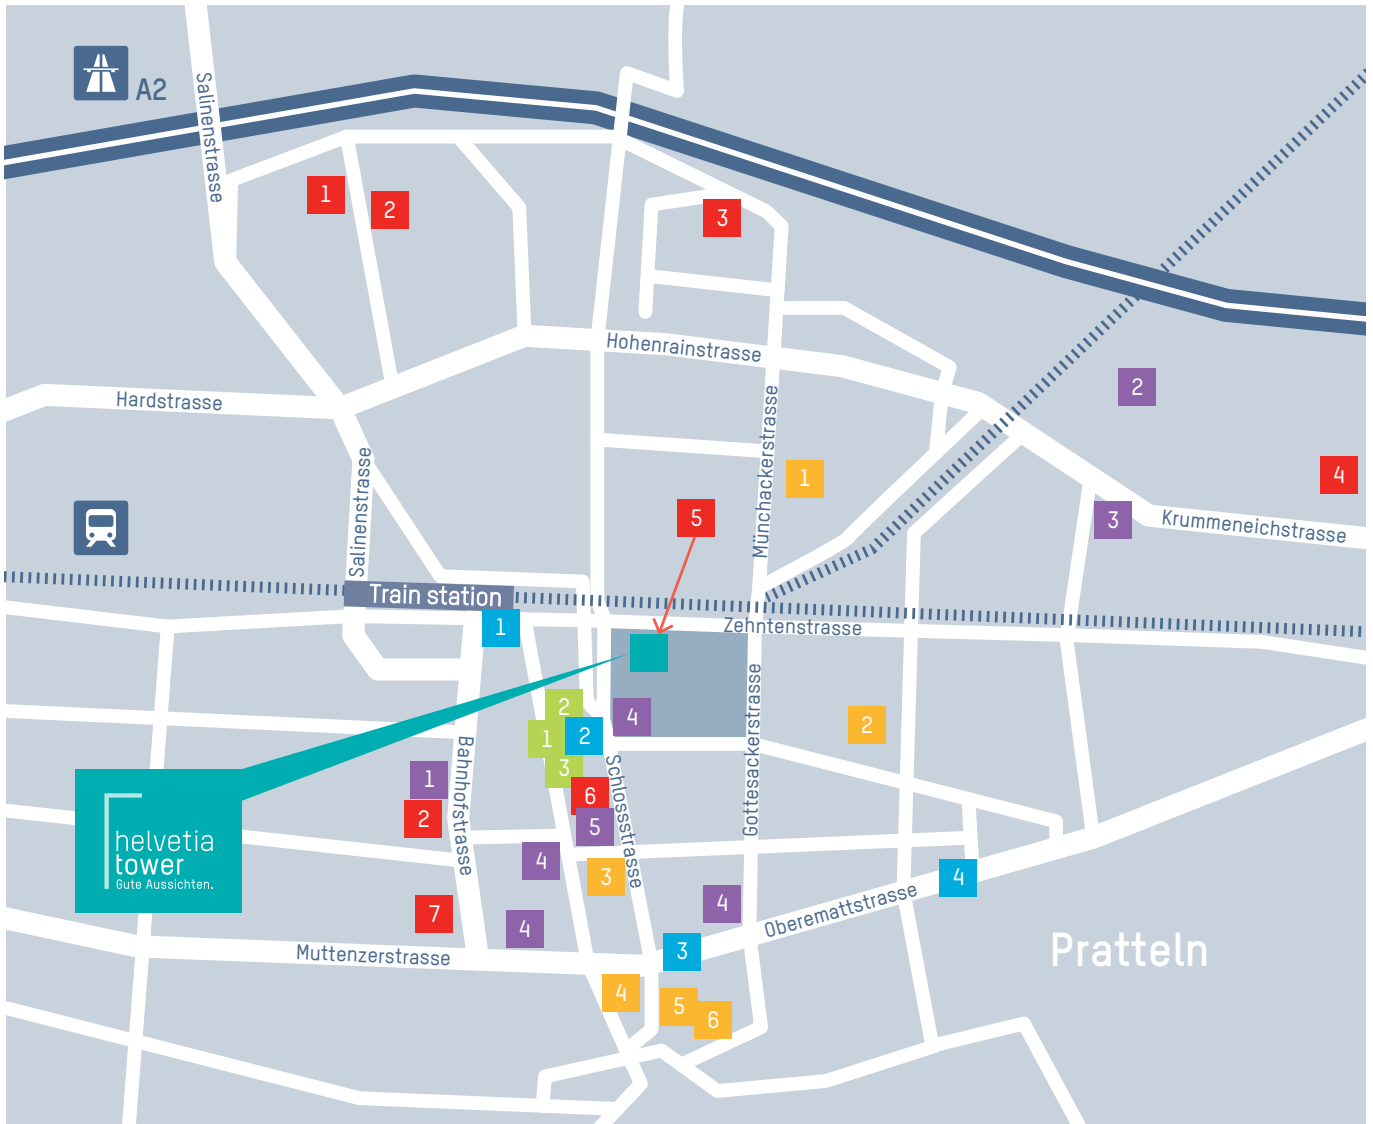 A2
Salinenstrasse
1
2
3
Hohenrainstrasse
Hardstrasse
2
Münchackerstrasse
Salinenstrasse
1
4
5
3
Krummeneichstrasse
Train station
1
Zehntenstrasse
2
4
2
1
2
3
Bahnhofstrasse
Schlossstrasse
Gottesackerstrasse
1
6
2
5
helvetia
tower
Gute Aussichten.
4
3
4
4
7
4
Oberemattstrasse
Muttenzerstrasse
3
Pratteln
4
5
6